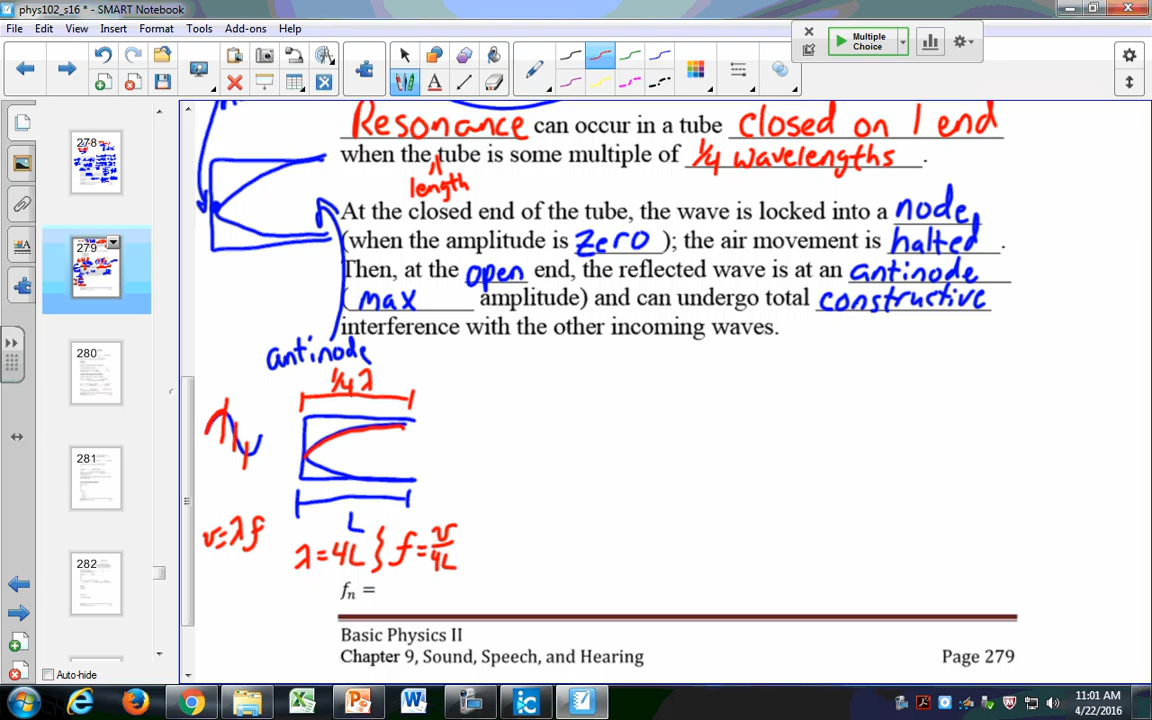 phys102_s16 * - SMART Notebook
File Edit View Insert Format Tools Add-ons Help
Multiple Choice
278
279
280
281
282
Auto-hide
Resonance can occur in a tube closed on 1 end
when the tube is some multiple of 1/4 wavelengths.
length
At the closed end of the tube, the wave is locked into a node,
(when the amplitude is zero); the air movement is halted.
Then, at the open end, the reflected wave is at an antinode
(max amplitude) and can undergo total constructive
interference with the other incoming waves.
antinode
1/4 λ
L
v=λf
λ=4L } f=v/4L
fn =
Basic Physics II
Chapter 9, Sound, Speech, and Hearing Page 279
11:01 AM
4/22/2016